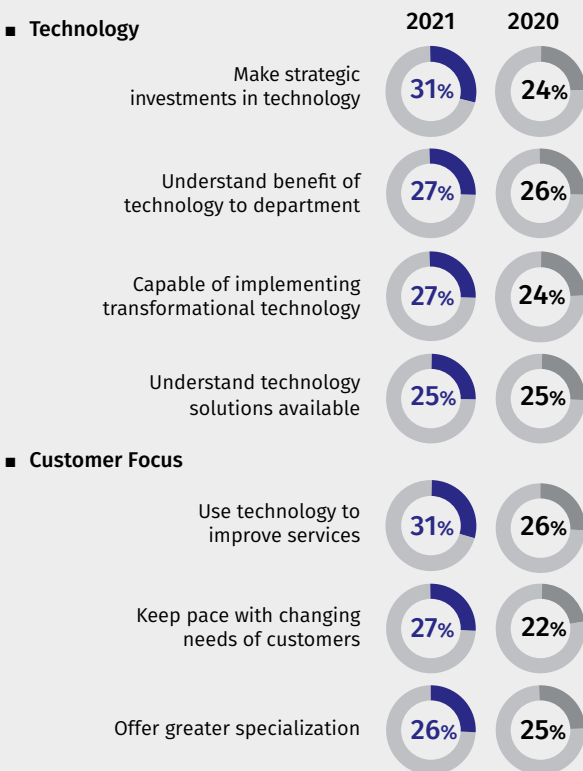 ■ Technology
2021 2020
Make strategic
investments in technology
31% 24%
Understand benefit of
technology to department
27% 26%
Capable of implementing
transformational technology
27% 24%
Understand technology
solutions available
25% 25%
■ Customer Focus
Use technology to
improve services
31% 26%
Keep pace with changing
needs of customers
27% 22%
Offer greater specialization
26% 25%